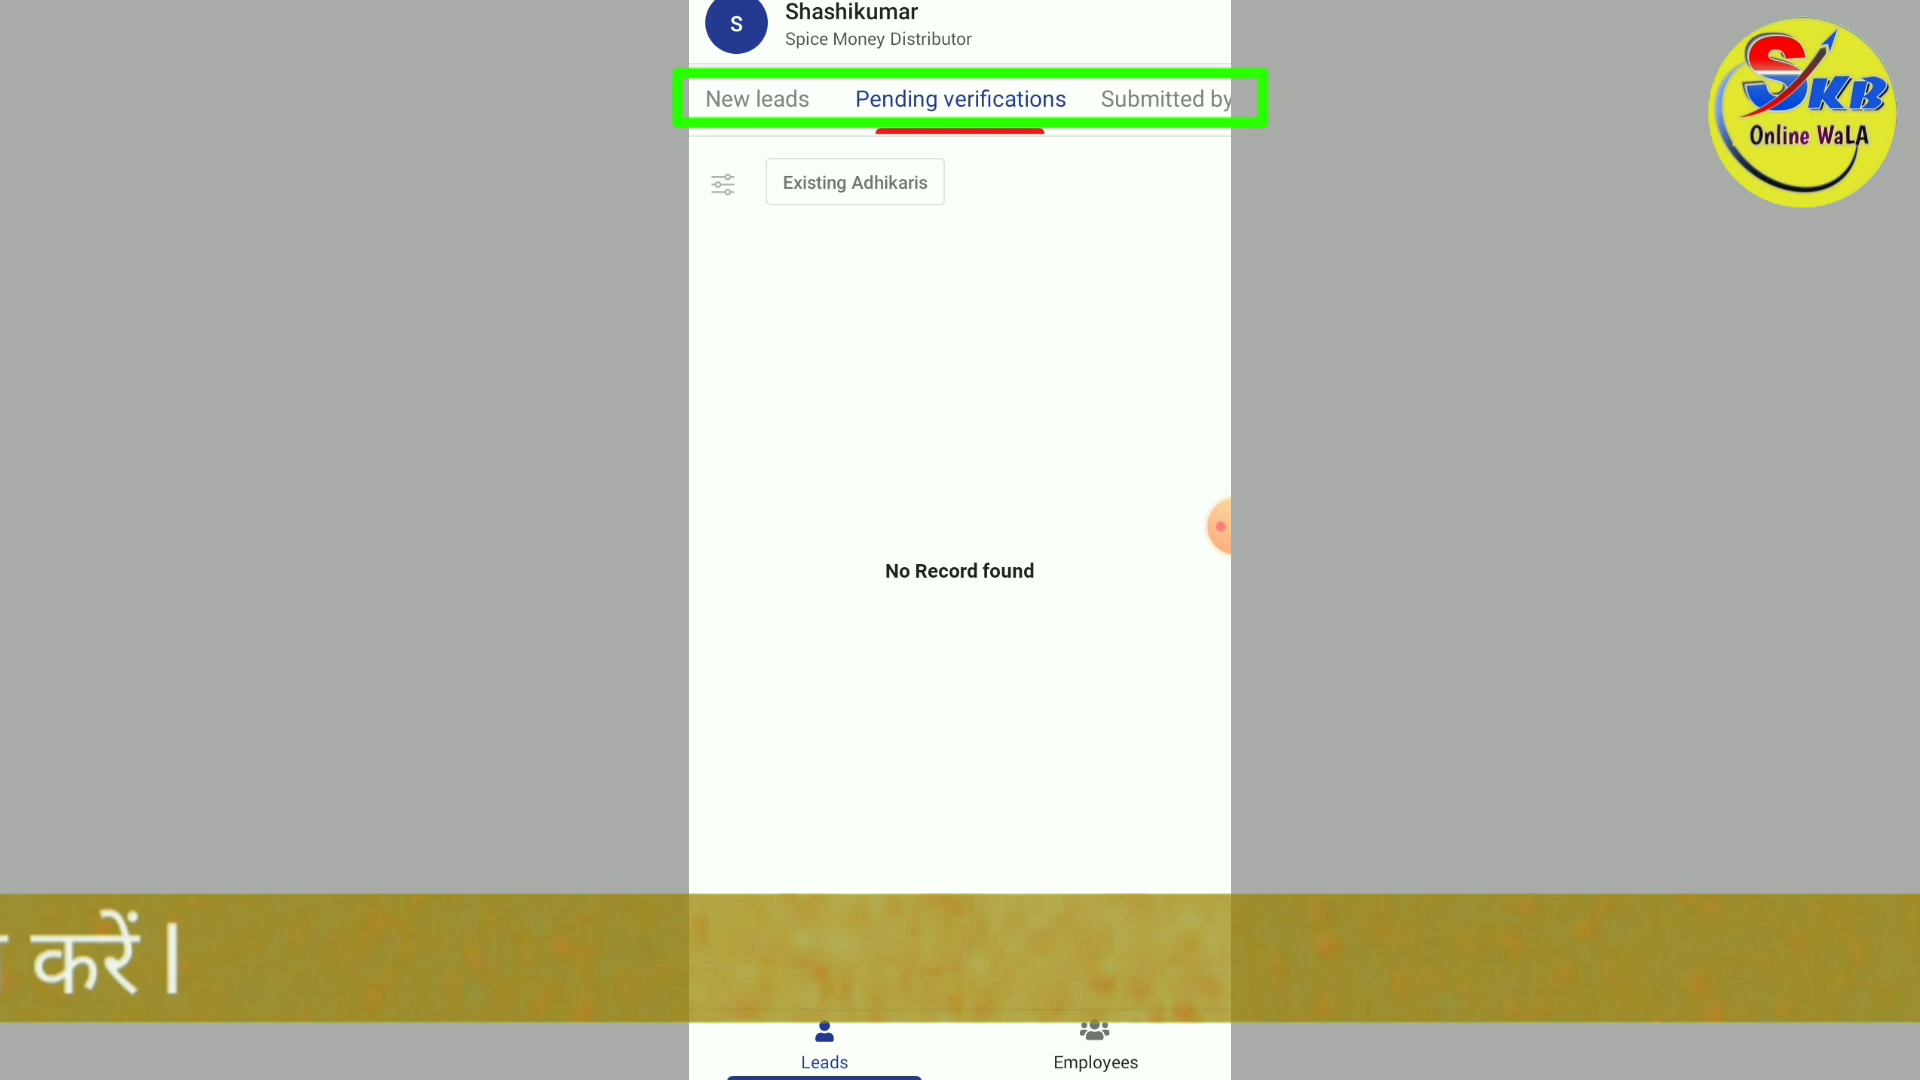 S
Shashikumar
Spice Money Distributor
New leads
Pending verifications
Submitted by
Existing Adhikaris
No Record found
करें।
Leads
Employees
SKB
Online WaLA